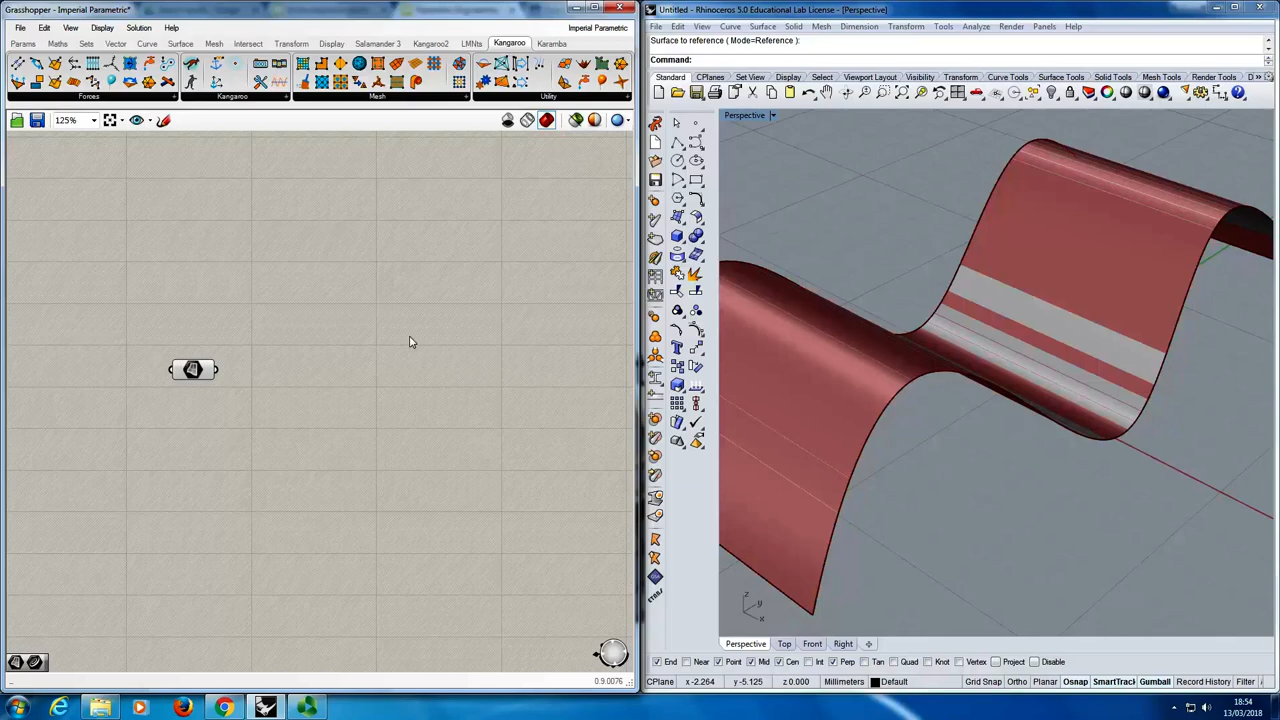 Grasshopper - Imperial Parametric*
File Edit View Display Solution Help
Imperial Parametric
Params Maths Sets Vector Curve Surface Mesh Intersect Transform Display Salamander 3 Kangaroo2 LMNts Kangaroo Karamba
Forces Kangaroo Mesh Utility
125%
0.9.0076
Untitled - Rhinoceros 5.0 Educational Lab License - [Perspective]
File Edit View Curve Surface Solid Mesh Dimension Transform Tools Analyze Render Panels Help
Surface to reference ( Mode=Reference ):
Command:
Standard CPlanes Set View Display Select Viewport Layout Visibility Transform Curve Tools Surface Tools Solid Tools Mesh Tools Render Tools D
Perspective
z
y
x
Perspective Top Front Right
End Near Point Mid Cen Int Perp Tan Quad Knot Vertex Project Disable
CPlane x -2.264 y -5.125 z 0.000 Millimeters Default Grid Snap Ortho Planar Osnap SmartTrack Gumball Record History Filter
18:54
13/03/2018